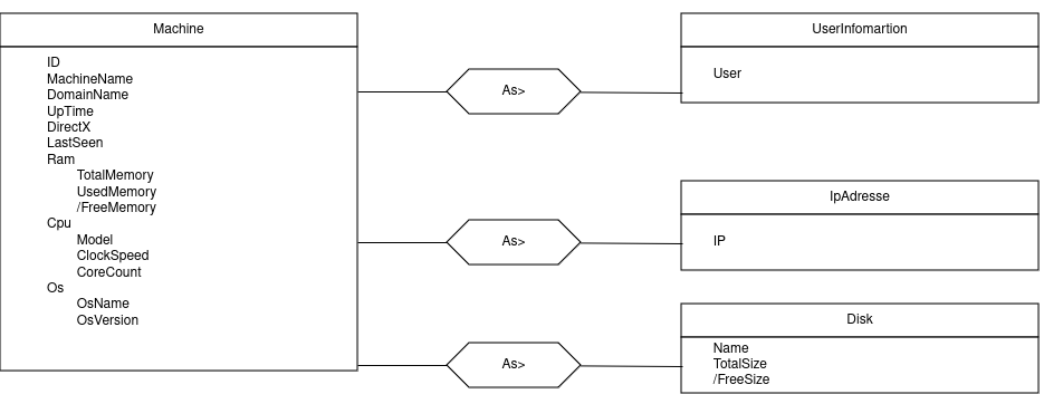 Machine
ID
MachineName
DomainName
UpTime
DirectX
LastSeen
Ram
TotalMemory
UsedMemory
/FreeMemory
Cpu
Model
ClockSpeed
CoreCount
Os
OsName
OsVersion
As>
UserInfomartion
User
As>
IpAdresse
IP
As>
Disk
Name
TotalSize
/FreeSize